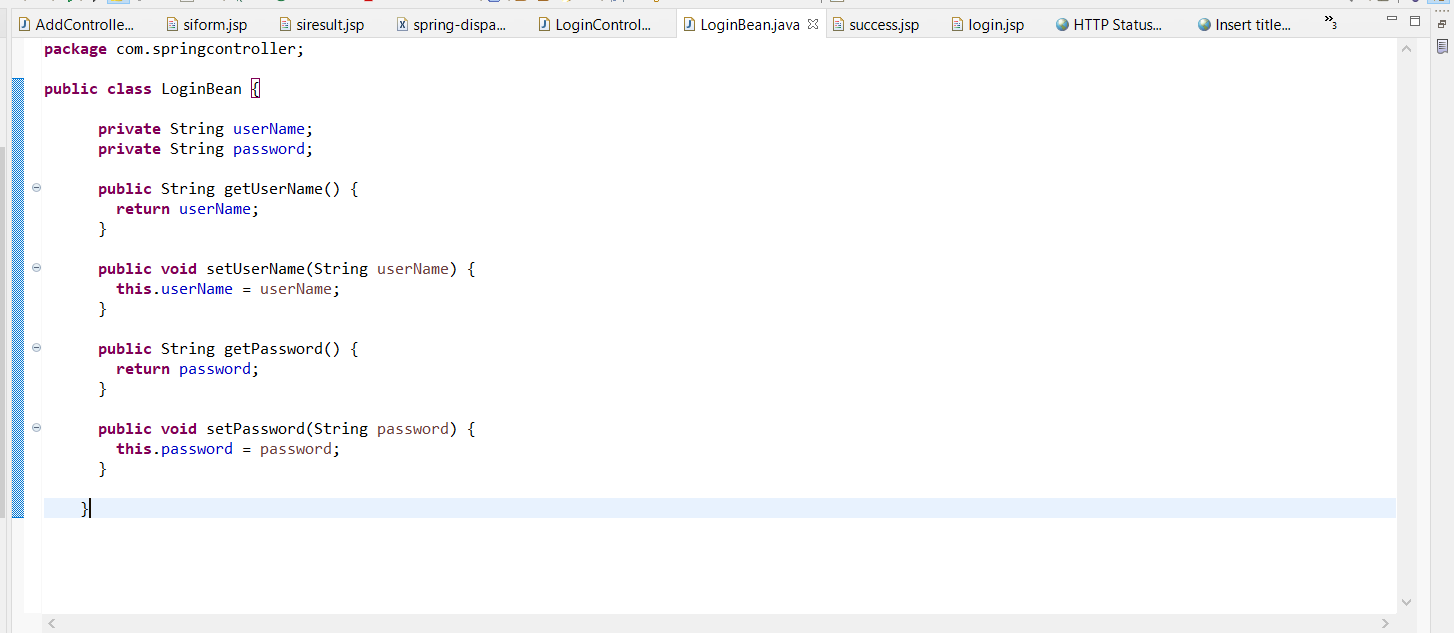 AddControlle... siform.jsp siresult.jsp spring-dispa... LoginControl... LoginBean.java success.jsp login.jsp HTTP Status... Insert title... »3
package com.springcontroller;
public class LoginBean {
private String userName;
private String password;
public String getUserName() {
return userName;
}
public void setUserName(String userName) {
this.userName = userName;
}
public String getPassword() {
return password;
}
public void setPassword(String password) {
this.password = password;
}
}